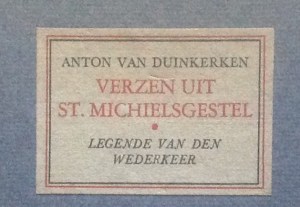 ANTON VAN DUINKERKEN
VERZEN UIT
ST. MICHIELSGESTEL
LEGENDE VAN DEN
WEDERKEER